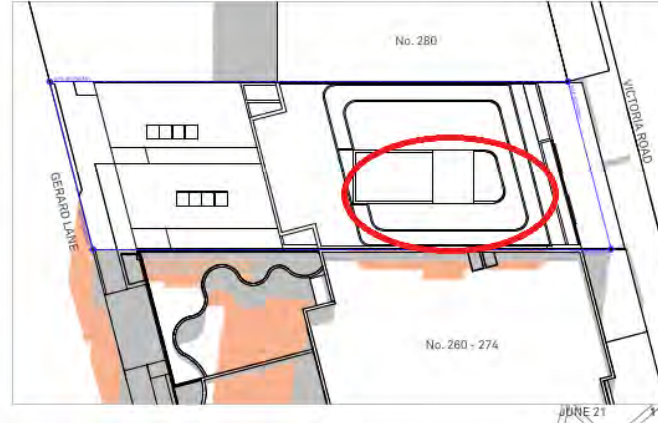 No. 280
VICTORIA ROAD
GERARD LANE
No. 260 - 274
JUNE 21